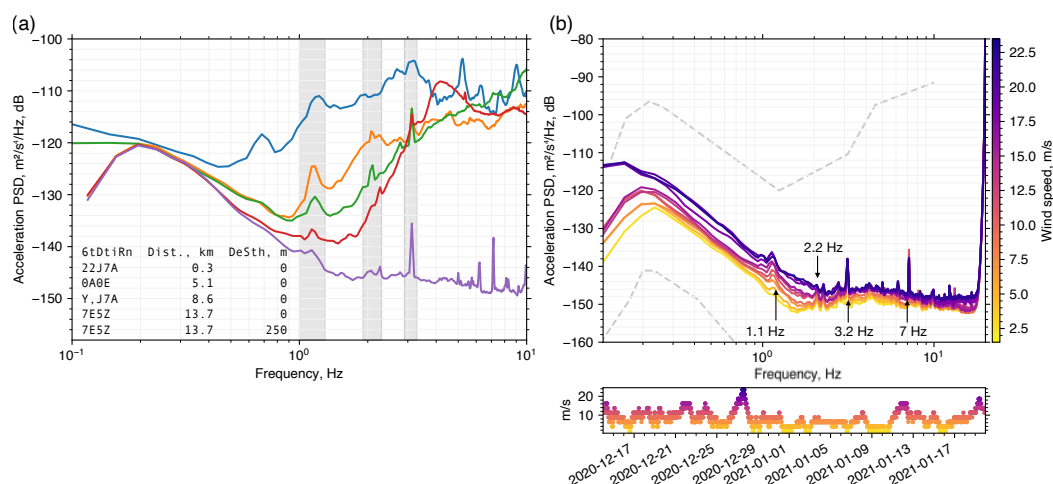 (a)
−100
−110
−120
−130
−140
−150
Acceleration PSD, m²/s⁴/Hz, dB
6tDtiRn Dist., km DeSth, m
22J7A 0.3 0
0A0E 5.1 0
Y,J7A 8.6 0
7E5Z 13.7 0
7E5Z 13.7 250
10⁻¹ 10⁰ 10¹
Frequency, Hz
(b)
−80
−90
−100
−110
−120
−130
−140
−150
−160
Acceleration PSD, m²/s⁴/Hz, dB
2.2 Hz
1.1 Hz 3.2 Hz 7 Hz
10⁰ 10¹
Frequency, Hz
22.5
20.0
17.5
15.0
12.5
10.0
7.5
5.0
2.5
Wind speed, m/s
20
10
m/s
2020-12-17 2020-12-21 2020-12-25 2020-12-29 2021-01-01 2021-01-05 2021-01-09 2021-01-13 2021-01-17